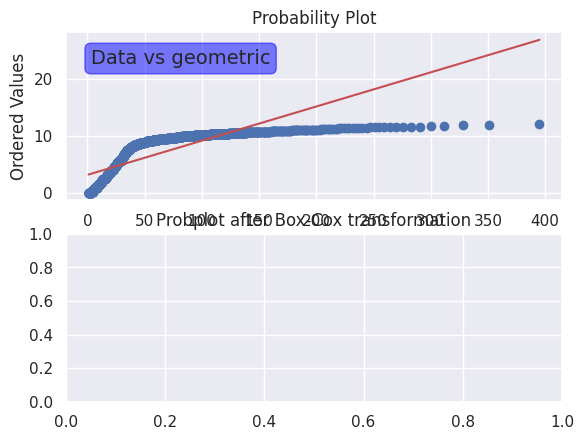 Probability Plot
Data vs geometric
Ordered Values
20
10
0
0 50 100 150 200 250 300 350 400
Probplot after Box-Cox transformation
1.0
0.8
0.6
0.4
0.2
0.0
0.0 0.2 0.4 0.6 0.8 1.0